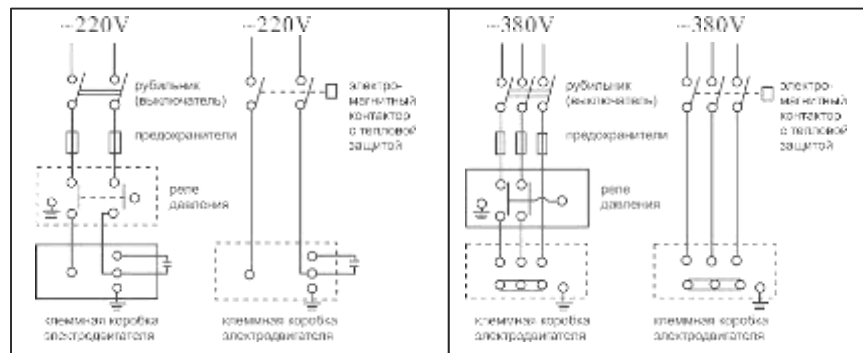 ~220V
~220V
рубильник
(выключатель)
предохранители
реле
давления
клеммная коробка
электродвигателя
электро-
магнитный
контактор
с тепловой
защитой
клеммная коробка
электродвигателя
~380V
~380V
рубильник
(выключатель)
предохранители
реле
давления
клеммная коробка
электродвигателя
электро-
магнитный
контактор
с тепловой
защитой
клеммная коробка
электродвигателя